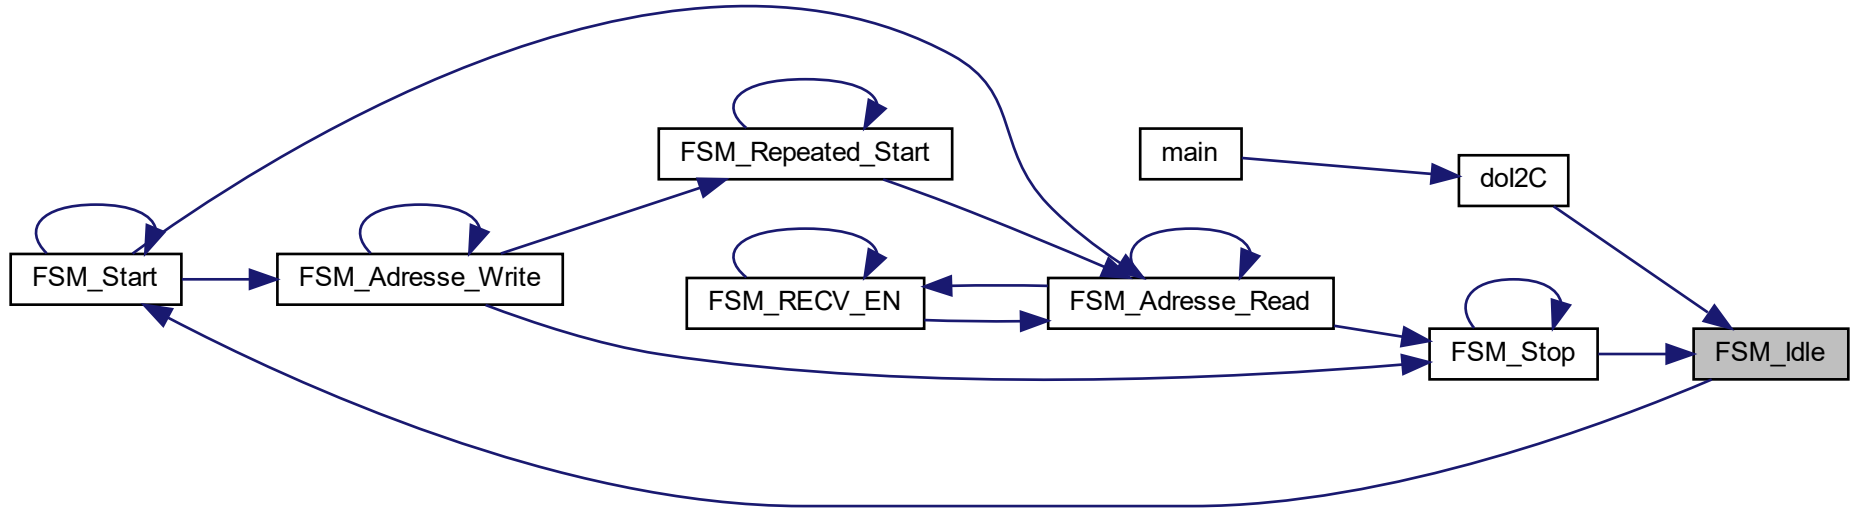 FSM_Repeated_Start
main
doI2C
FSM_Start
FSM_Adresse_Write
FSM_RECV_EN
FSM_Adresse_Read
FSM_Stop
FSM_Idle